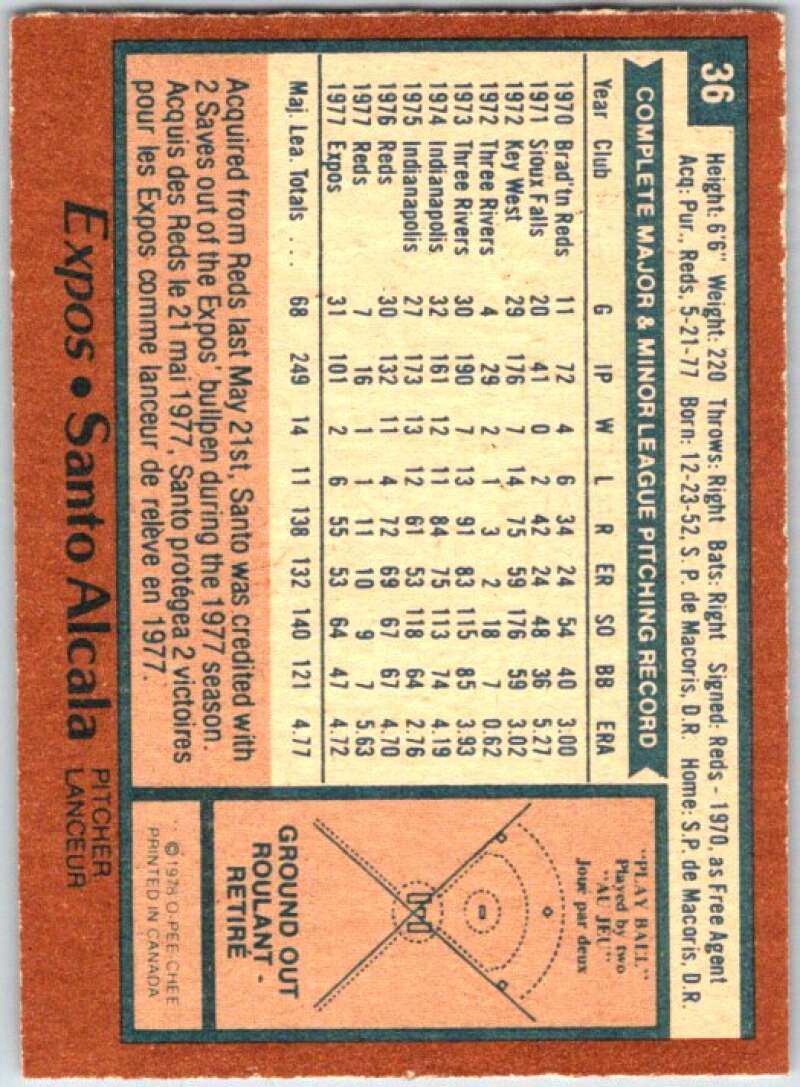 36
Height: 6'6" Weight: 220 Throws: Right Bats: Right Signed: Reds - 1970, as Free Agent
Acq: Pur., Reds, 5-21-77 Born: 12-23-52, S. P. de Macoris, D.R. Home: S.P. de Macoris, D.R.
COMPLETE MAJOR & MINOR LEAGUE PITCHING RECORD
Year Club G IP W L R ER SO BB ERA
1970 Brad'tn Reds 11 72 4 6 34 24 54 40 3.00
1971 Sioux Falls 20 41 0 2 42 24 48 36 5.27
1972 Key West 29 176 7 14 75 59 176 59 3.02
1972 Three Rivers 4 29 2 1 3 2 18 7 0.62
1973 Three Rivers 30 190 7 13 91 83 115 85 3.93
1974 Indianapolis 32 161 12 11 84 75 113 74 4.19
1975 Indianapolis 27 173 13 12 61 53 118 64 2.76
1976 Reds 30 132 11 4 72 69 67 67 4.70
1977 Reds 7 16 1 1 11 10 9 7 5.63
1977 Expos 31 101 2 6 55 53 64 47 4.72
Maj. Lea. Totals .... 68 249 14 11 138 132 140 121 4.77
Acquired from Reds last May 21st, Santo was credited with
2 Saves out of the Expos' bullpen during the 1977 season.
Acquis des Reds le 21 mai 1977, Santo protégea 2 victoires
pour les Expos comme lanceur de relève en 1977.
"PLAY BALL"
Played by two
"AU JEU"
Joué par deux
GROUND OUT
ROULANT -
RETIRÉ
©1978 O-PEE-CHEE
PRINTED IN CANADA
Expos • Santo Alcala PITCHER
LANCEUR